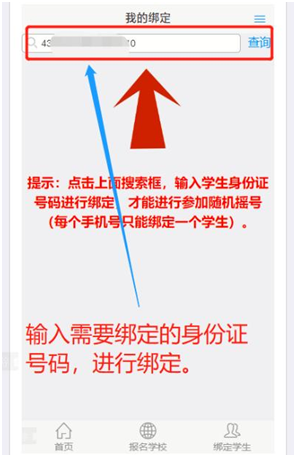 我的绑定
43 10 查询
提示：点击上面搜索框，输入学生身份证
号码进行绑定，才能进行参加随机摇号
（每个手机号只能绑定一个学生）。
输入需要绑定的身份证
号码，进行绑定。
首页 报名学校 绑定学生